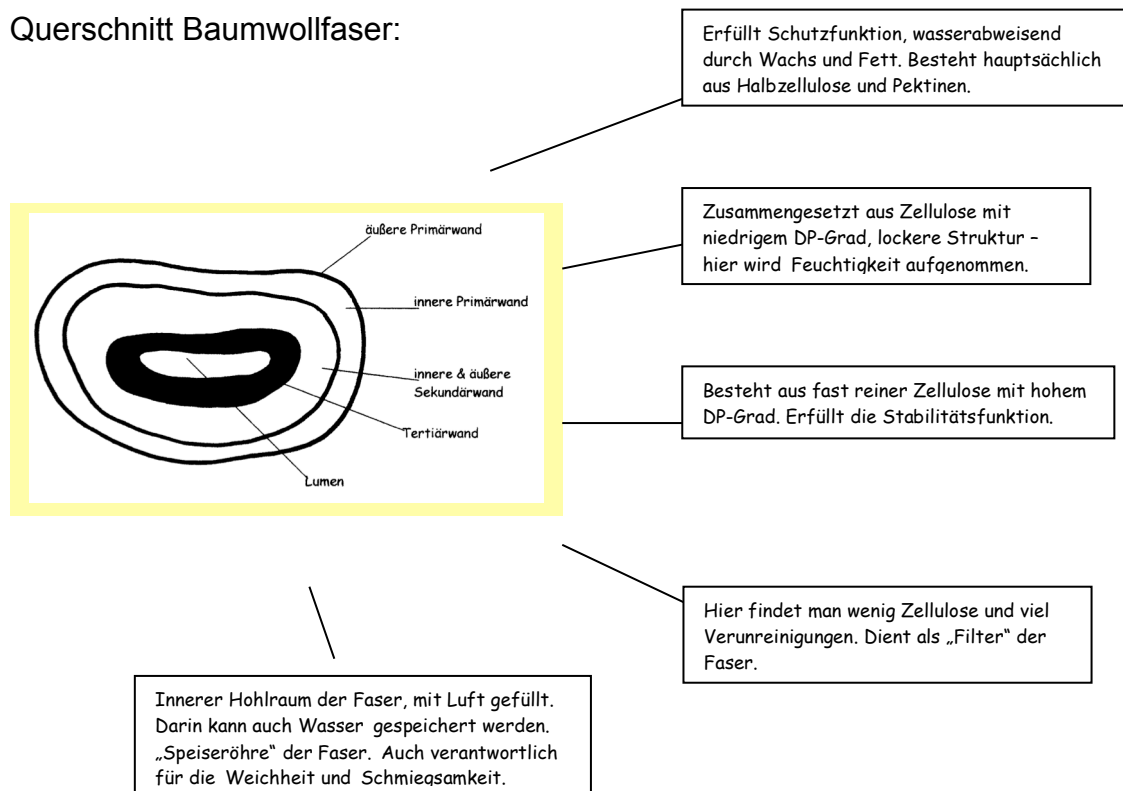 Querschnitt Baumwollfaser:
Erfüllt Schutzfunktion, wasserabweisend
durch Wachs und Fett. Besteht hauptsächlich
aus Halbzellulose und Pektinen.
äußere Primärwand
innere Primärwand
innere & äußere
Sekundärwand
Tertiärwand
Lumen
Zusammengesetzt aus Zellulose mit
niedrigem DP-Grad, lockere Struktur –
hier wird Feuchtigkeit aufgenommen.
Besteht aus fast reiner Zellulose mit hohem
DP-Grad. Erfüllt die Stabilitätsfunktion.
Hier findet man wenig Zellulose und viel
Verunreinigungen. Dient als „Filter“ der
Faser.
Innerer Hohlraum der Faser, mit Luft gefüllt.
Darin kann auch Wasser gespeichert werden.
„Speiseröhre“ der Faser. Auch verantwortlich
für die Weichheit und Schmiegsamkeit.